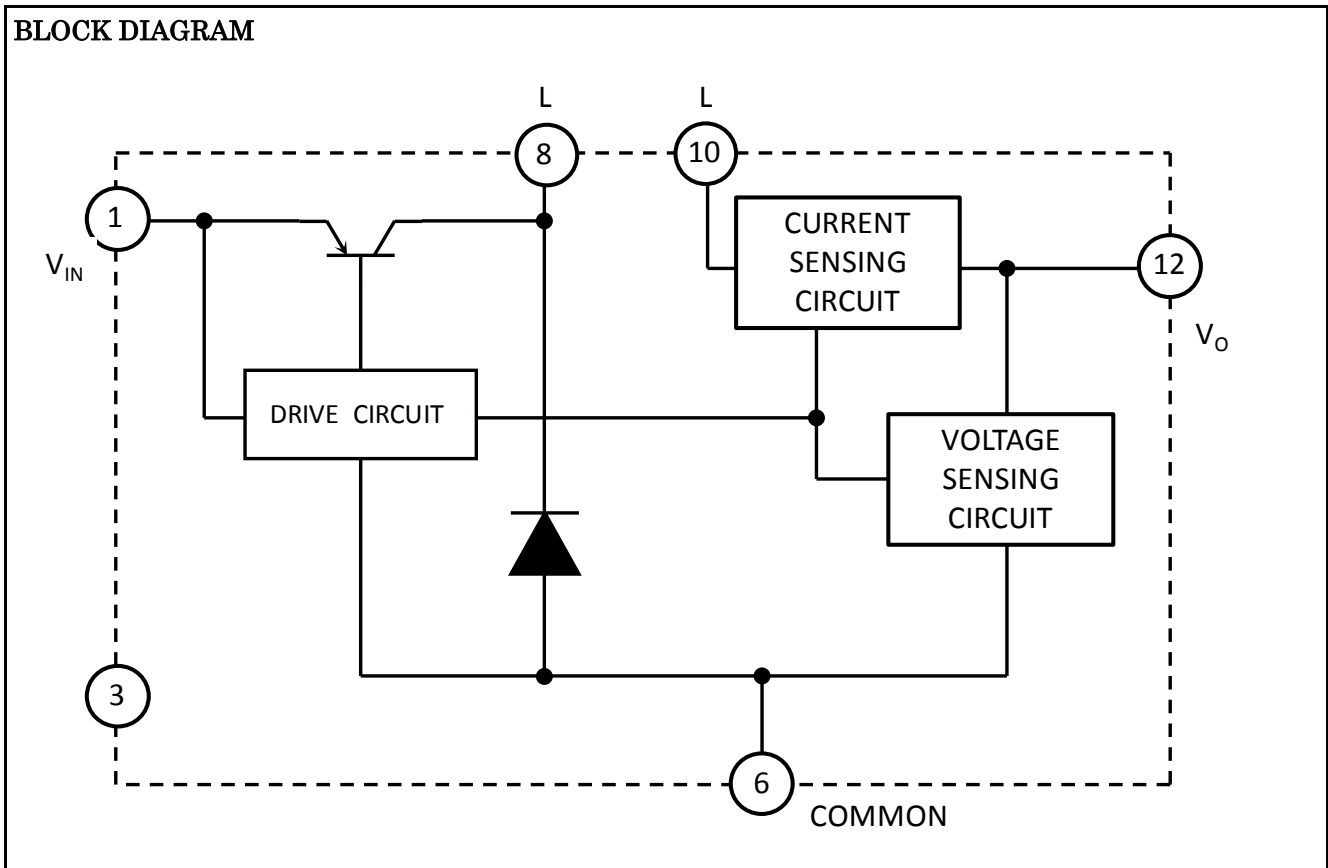 BLOCK DIAGRAM
L
L
8
10
1
V_IN
CURRENT
SENSING
CIRCUIT
12
V_O
DRIVE CIRCUIT
VOLTAGE
SENSING
CIRCUIT
3
6
COMMON